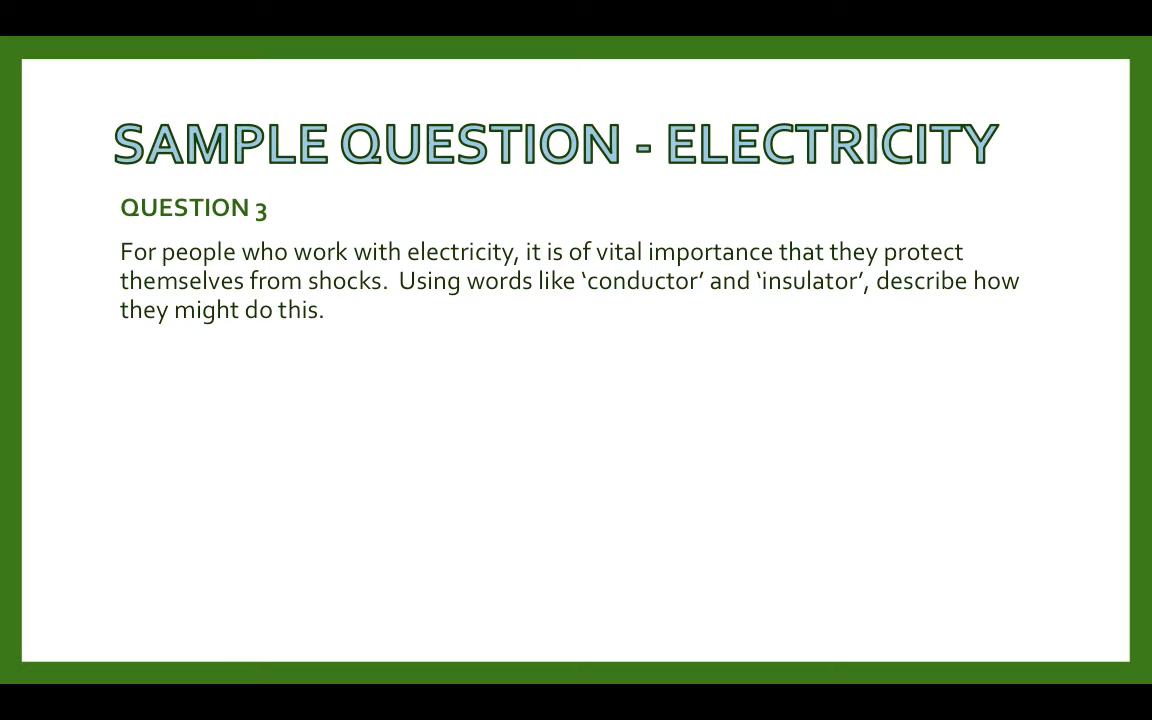 SAMPLE QUESTION - ELECTRICITY
QUESTION 3
For people who work with electricity, it is of vital importance that they protect
themselves from shocks.  Using words like ‘conductor’ and ‘insulator’, describe how
they might do this.